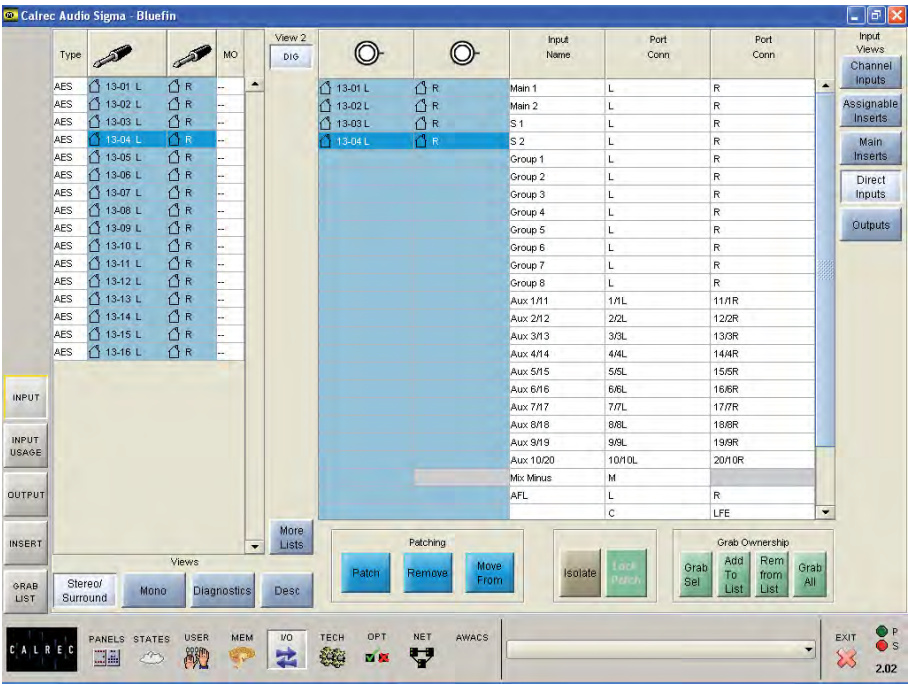 Calrec Audio Sigma - Bluefin
Type MO
View 2
DIG
Input Name Port Conn Port Conn
Input Views
AES 13-01 L R --
AES 13-02 L R --
AES 13-03 L R --
AES 13-04 L R --
AES 13-05 L R --
AES 13-06 L R --
AES 13-07 L R --
AES 13-08 L R --
AES 13-09 L R --
AES 13-10 L R --
AES 13-11 L R --
AES 13-12 L R --
AES 13-13 L R --
AES 13-14 L R --
AES 13-15 L R --
AES 13-16 L R --
13-01 L R Main 1 L R
13-02 L R Main 2 L R
13-03 L R S 1 L R
13-04 L R S 2 L R
Group 1 L R
Group 2 L R
Group 3 L R
Group 4 L R
Group 5 L R
Group 6 L R
Group 7 L R
Group 8 L R
Aux 1/11 1/1L 11/1R
Aux 2/12 2/2L 12/2R
Aux 3/13 3/3L 13/3R
Aux 4/14 4/4L 14/4R
Aux 5/15 5/5L 15/5R
Aux 6/16 6/6L 16/6R
Aux 7/17 7/7L 17/7R
Aux 8/18 8/8L 18/8R
Aux 9/19 9/9L 19/9R
Aux 10/20 10/10L 20/10R
Mix Minus M
AFL L R
C LFE
Channel Inputs
Assignable Inserts
Main Inserts
Direct Inputs
Outputs
INPUT
INPUT USAGE
OUTPUT
INSERT
GRAB LIST
Views
Stereo/ Surround
Mono
Diagnostics
More Lists
Desc
Patching
Patch
Remove
Move From
Isolate
Lock Patch
Grab Ownership
Grab Sel
Add To List
Rem from List
Grab All
CALREC
PANELS STATES USER MEM I/O TECH OPT NET AWACS
EXIT
P
S
2.02